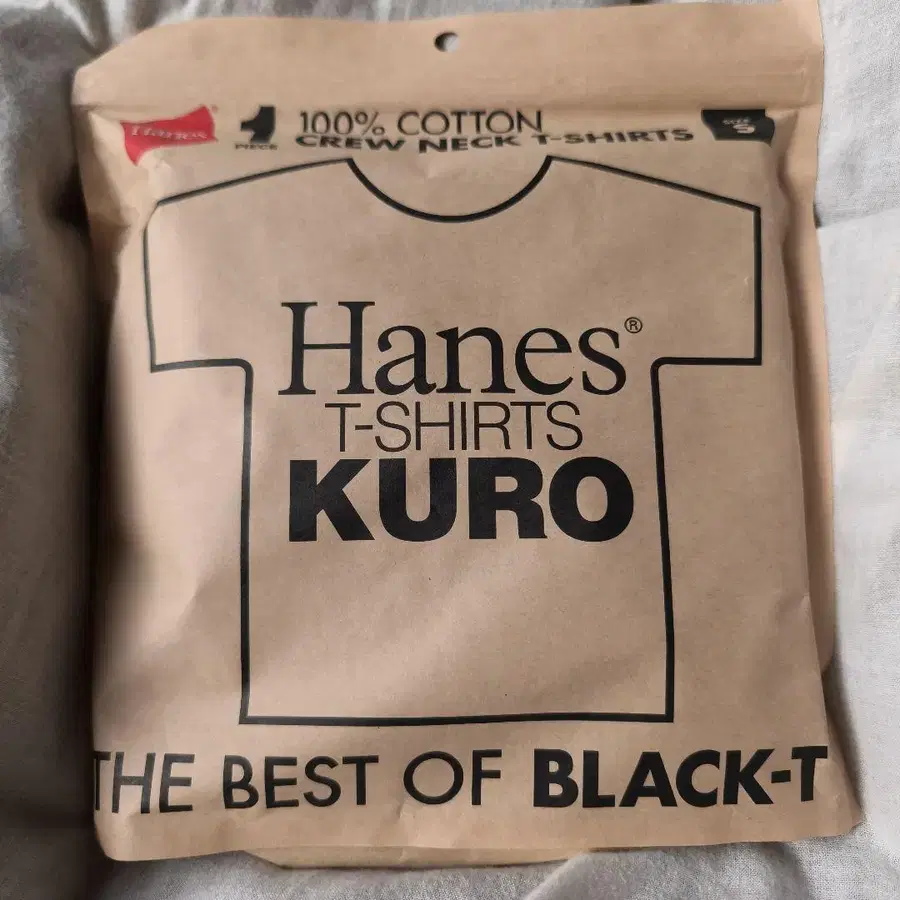 Hanes
1
PIECE
100% COTTON
CREW NECK T-SHIRTS
SIZE
S
Hanes®
T-SHIRTS
KURO
THE BEST OF BLACK-T